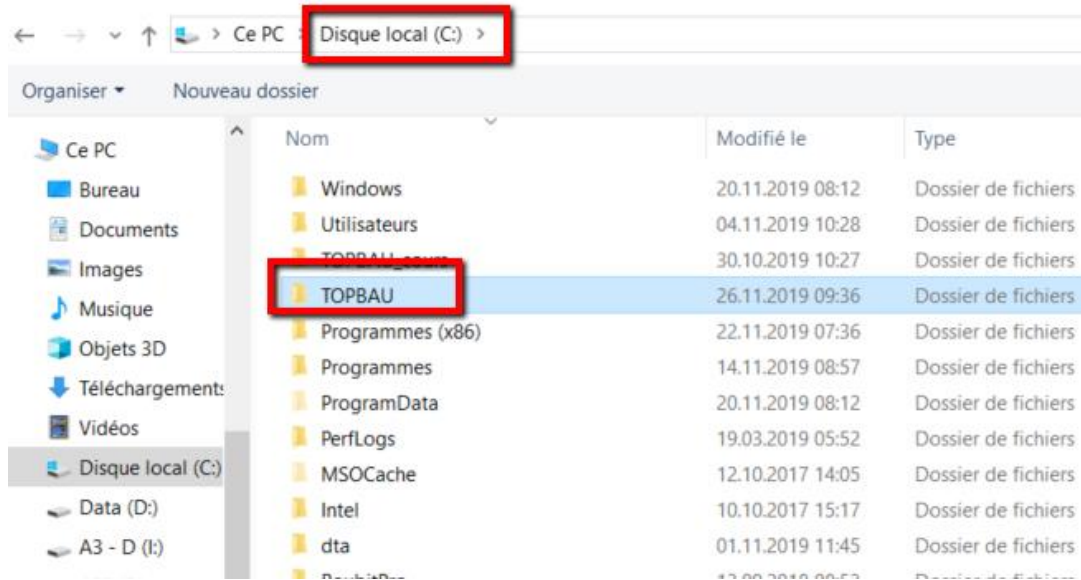 Ce PC > Disque local (C:) >
Organiser Nouveau dossier
Nom Modifié le Type
Ce PC
Bureau
Documents
Images
Musique
Objets 3D
Téléchargements
Vidéos
Disque local (C:)
Data (D:)
A3 - D (I:)
Windows 20.11.2019 08:12 Dossier de fichiers
Utilisateurs 04.11.2019 10:28 Dossier de fichiers
TOPBAU_cours 30.10.2019 10:27 Dossier de fichiers
TOPBAU 26.11.2019 09:36 Dossier de fichiers
Programmes (x86) 22.11.2019 07:36 Dossier de fichiers
Programmes 14.11.2019 08:57 Dossier de fichiers
ProgramData 20.11.2019 08:12 Dossier de fichiers
PerfLogs 19.03.2019 05:52 Dossier de fichiers
MSOCache 12.10.2017 14:05 Dossier de fichiers
Intel 10.10.2017 15:17 Dossier de fichiers
dta 01.11.2019 11:45 Dossier de fichiers